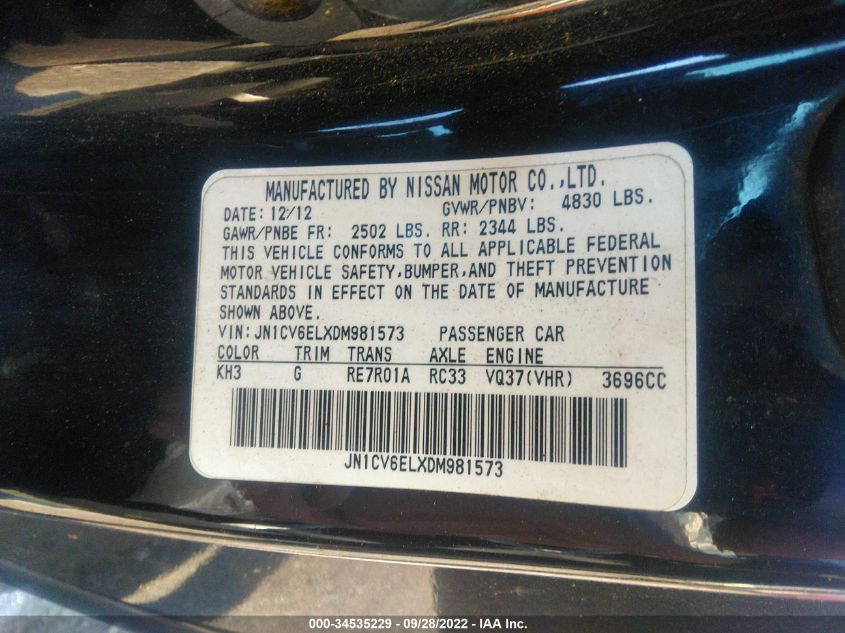 MANUFACTURED BY NISSAN MOTOR CO.,LTD.
DATE: 12/12 GVWR/PNBV: 4830 LBS.
GAWR/PNBE FR: 2502 LBS. RR: 2344 LBS.
THIS VEHICLE CONFORMS TO ALL APPLICABLE FEDERAL
MOTOR VEHICLE SAFETY,BUMPER,AND THEFT PREVENTION
STANDARDS IN EFFECT ON THE DATE OF MANUFACTURE
SHOWN ABOVE.
VIN: JN1CV6ELXDM981573 PASSENGER CAR
COLOR TRIM TRANS AXLE ENGINE
KH3 G RE7R01A RC33 VQ37(VHR) 3696CC
JN1CV6ELXDM981573
000-34535229 - 09/28/2022 - IAA Inc.